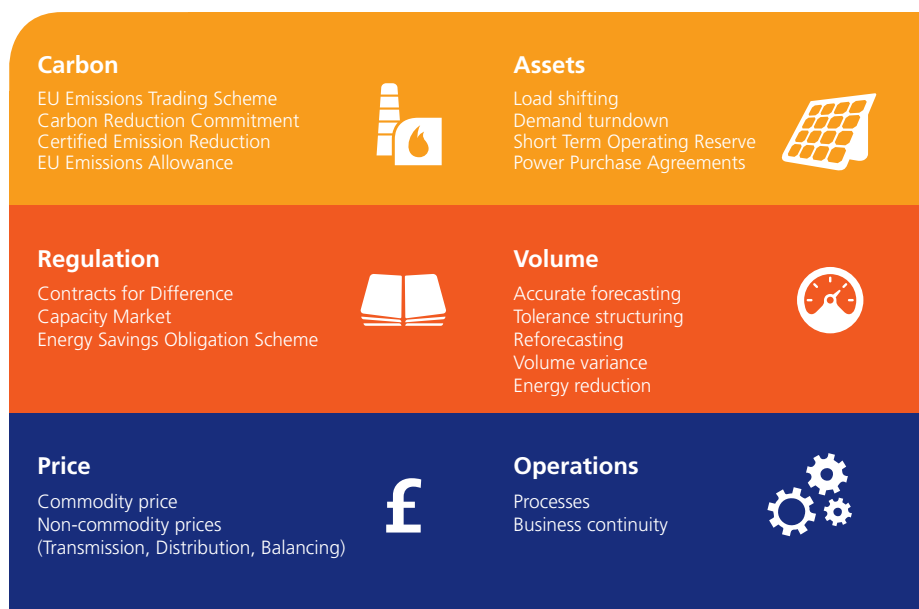 Carbon
EU Emissions Trading Scheme
Carbon Reduction Commitment
Certified Emission Reduction
EU Emissions Allowance
Assets
Load shifting
Demand turndown
Short Term Operating Reserve
Power Purchase Agreements
Regulation
Contracts for Difference
Capacity Market
Energy Savings Obligation Scheme
Volume
Accurate forecasting
Tolerance structuring
Reforecasting
Volume variance
Energy reduction
Price
Commodity price
Non-commodity prices
(Transmission, Distribution, Balancing)
£
Operations
Processes
Business continuity